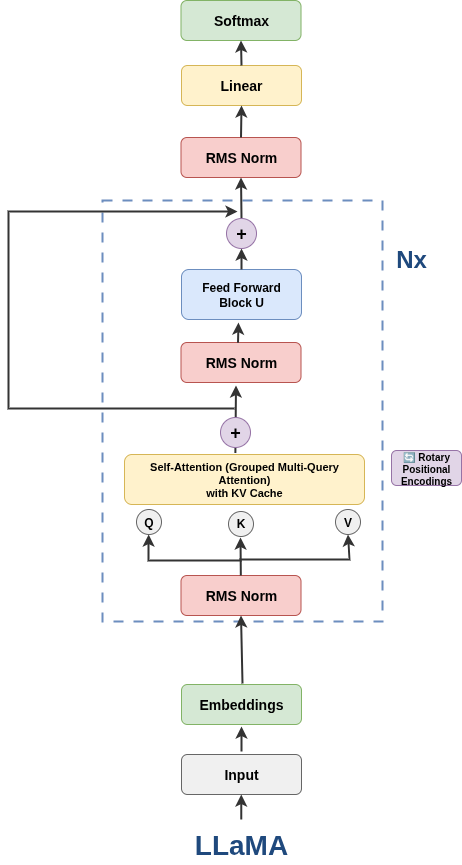 Softmax
Linear
RMS Norm
+
Nx
Feed Forward
Block U
RMS Norm
+
Self-Attention (Grouped Multi-Query
Attention)
with KV Cache
🔄 Rotary
Positional
Encodings
Q
K
V
RMS Norm
Embeddings
Input
LLaMA